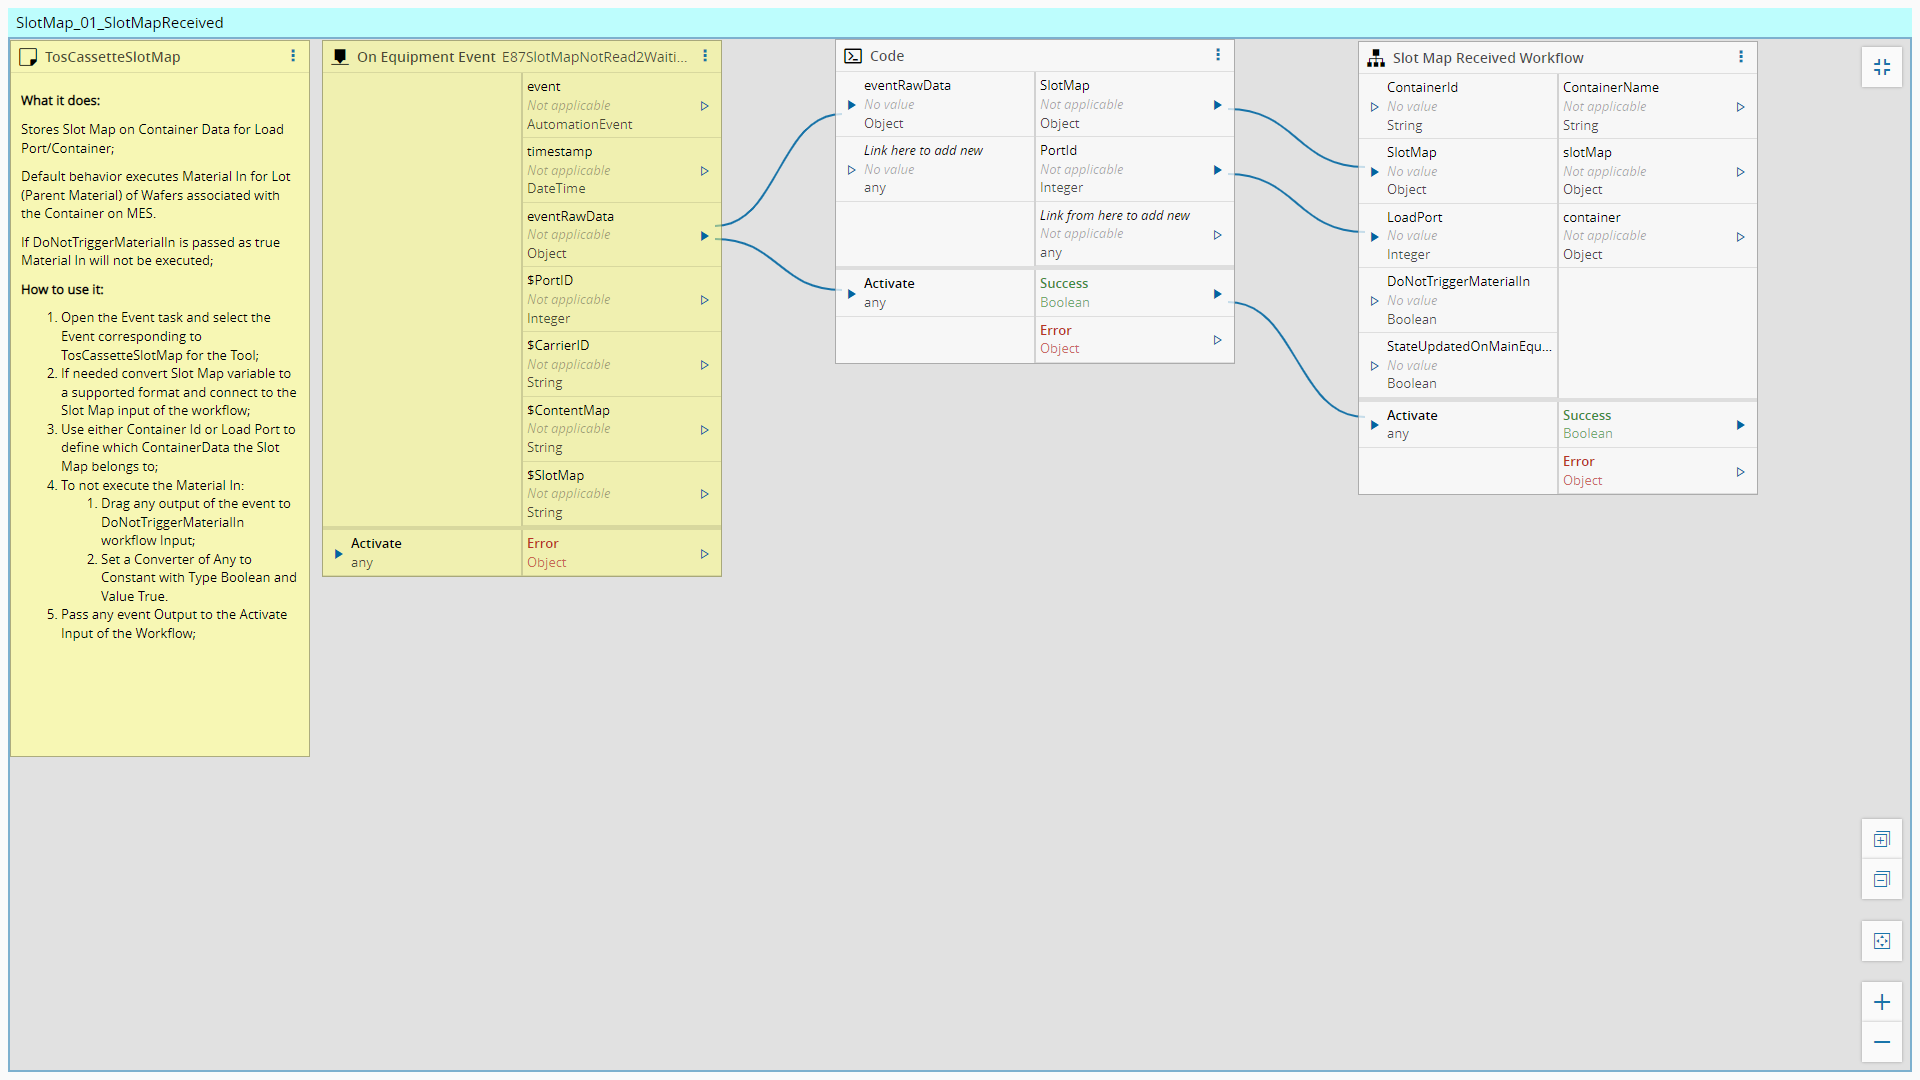 SlotMap_01_SlotMapReceived
TosCassetteSlotMap
What it does:
Stores Slot Map on Container Data for Load
Port/Container;
Default behavior executes Material In for Lot
(Parent Material) of Wafers associated with
the Container on MES.
If DoNotTriggerMaterialIn is passed as true
Material In will not be executed;
How to use it:
1. Open the Event task and select the
Event corresponding to
TosCassetteSlotMap for the Tool;
2. If needed convert Slot Map variable to
a supported format and connect to the
Slot Map input of the workflow;
3. Use either Container Id or Load Port to
define which ContainerData the Slot
Map belongs to;
4. To not execute the Material In:
1. Drag any output of the event to
DoNotTriggerMaterialIn
workflow Input;
2. Set a Converter of Any to
Constant with Type Boolean and
Value True.
5. Pass any event Output to the Activate
Input of the Workflow;
On Equipment Event E87SlotMapNotRead2Waiti...
event
Not applicable
AutomationEvent
timestamp
Not applicable
DateTime
eventRawData
Not applicable
Object
$PortID
Not applicable
Integer
$CarrierID
Not applicable
String
$ContentMap
Not applicable
String
$SlotMap
Not applicable
String
Activate
any
Error
Object
Code
eventRawData
No value
Object
Link here to add new
No value
any
SlotMap
Not applicable
Object
PortId
Not applicable
Integer
Link from here to add new
Not applicable
any
Activate
any
Success
Boolean
Error
Object
Slot Map Received Workflow
ContainerId
No value
String
SlotMap
No value
Object
LoadPort
No value
Integer
DoNotTriggerMaterialIn
No value
Boolean
StateUpdatedOnMainEqu...
No value
Boolean
ContainerName
Not applicable
String
slotMap
Not applicable
Object
container
Not applicable
Object
Activate
any
Success
Boolean
Error
Object